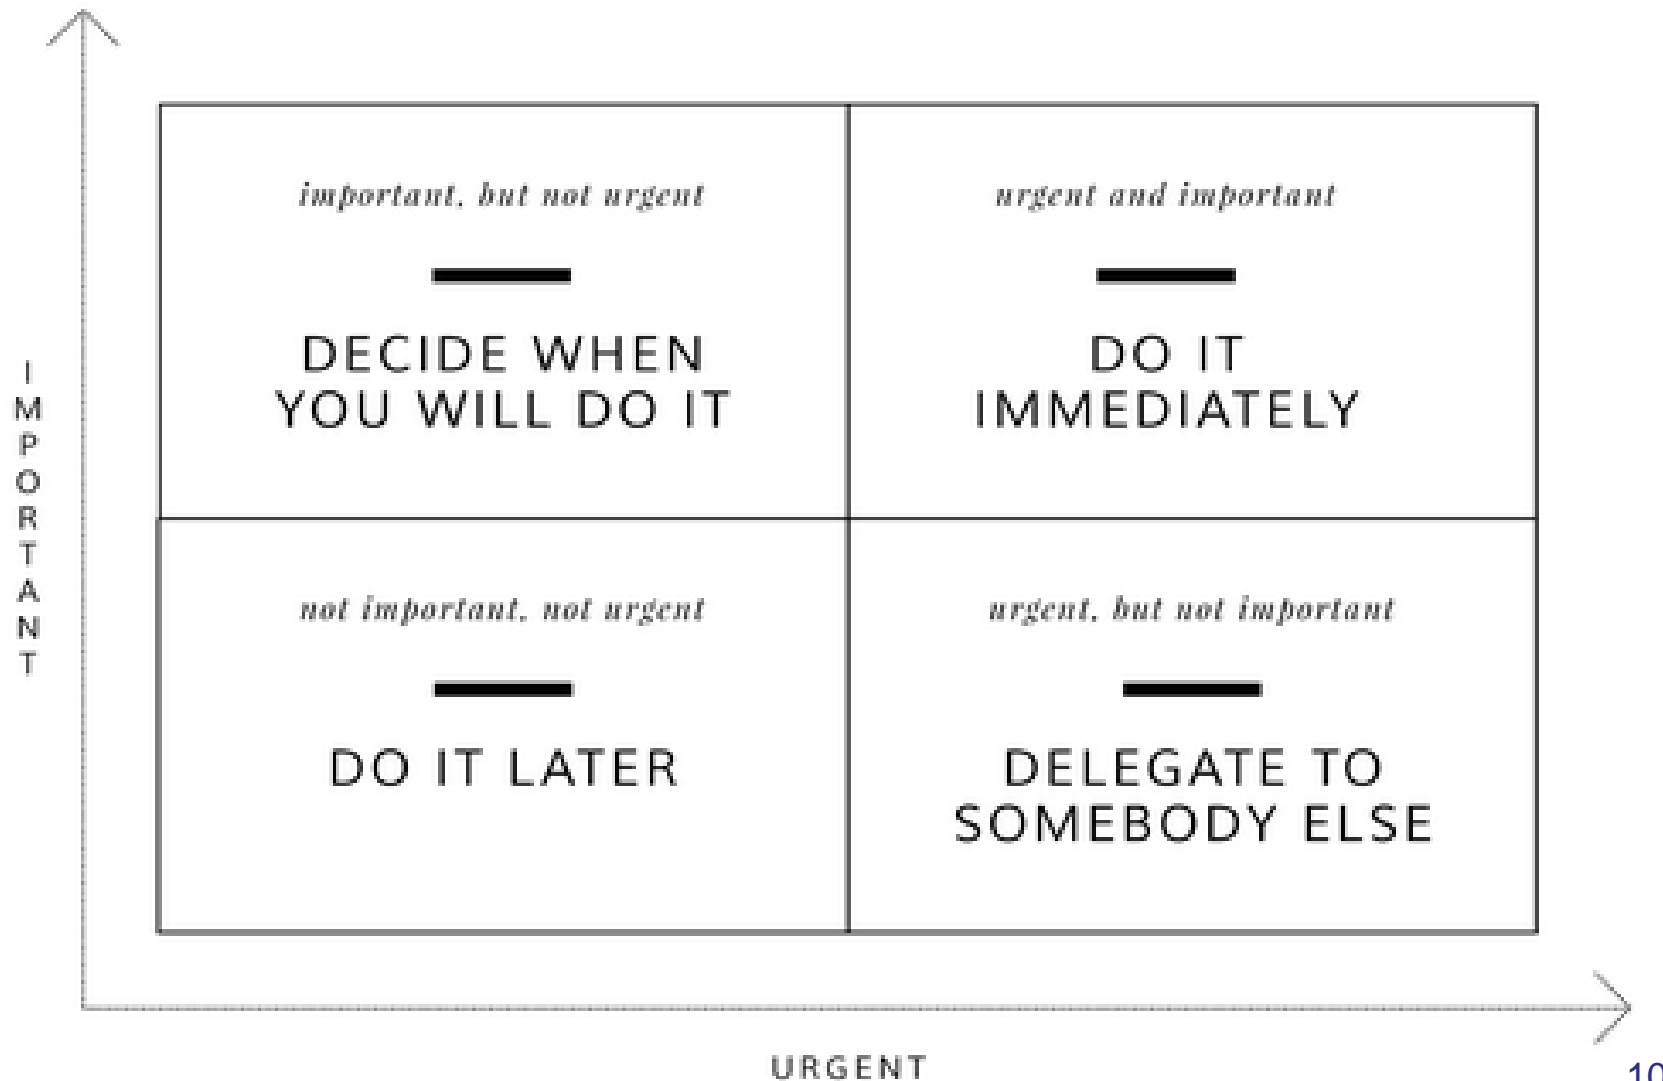 important, but not urgent
DECIDE WHEN
YOU WILL DO IT
urgent and important
DO IT
IMMEDIATELY
IMPORTANT
not important, not urgent
DO IT LATER
urgent, but not important
DELEGATE TO
SOMEBODY ELSE
URGENT
10